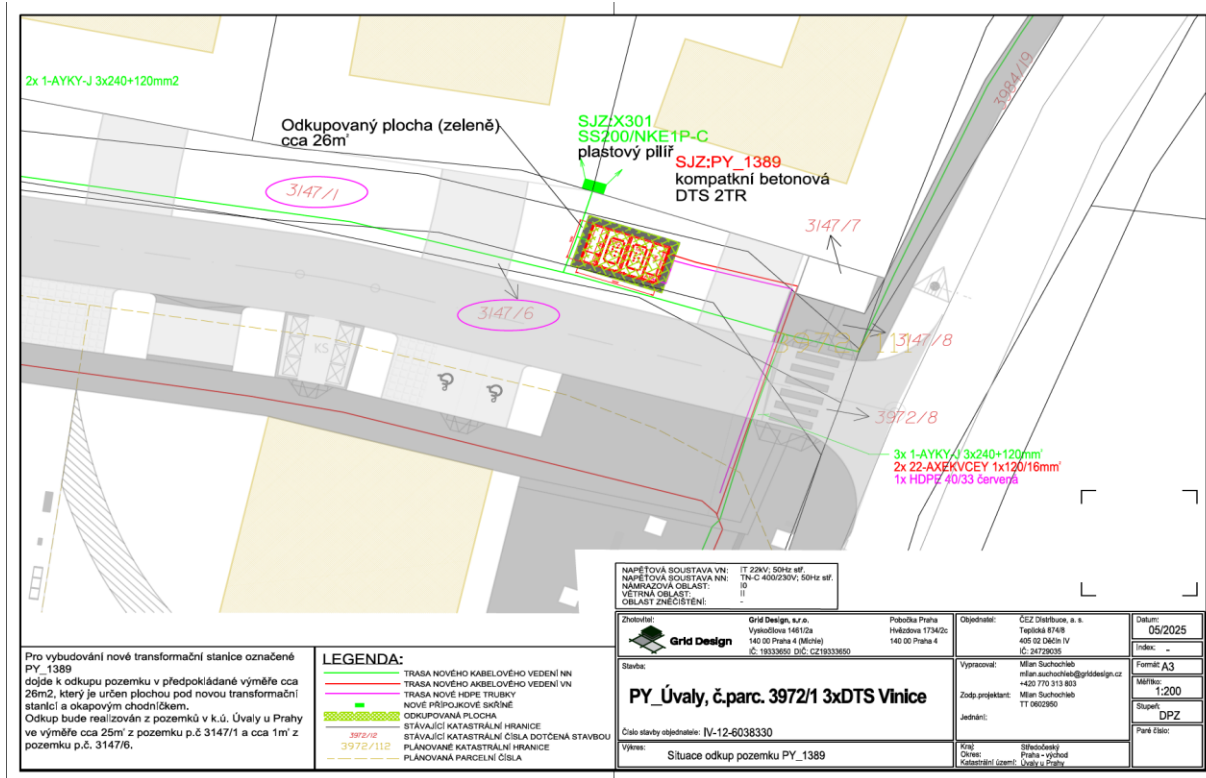 2x 1-AYKY-J 3x240+120mm2
Odkupovaný plocha (zeleně)
cca 26m²
SJZ:X301
SS200/NKE1P-C
plastový pilíř
SJZ:PY_1389
kompatkní betonová
DTS 2TR
3984/19
3147/1
3147/7
3147/6
3147/8
KS
3972/8
3x 1-AYKY-J 3x240+120mm²
2x 22-AXEKVCEY 1x120/16mm²
1x HDPE 40/33 červená
NAPĚŤOVÁ SOUSTAVA VN: IT 22kV; 50Hz stř.
NAPĚŤOVÁ SOUSTAVA NN: TN-C 400/230V; 50Hz stř.
NÁMRAZOVÁ OBLAST: I0
VĚTRNÁ OBLAST: II
OBLAST ZNEČIŠTĚNÍ: -
Pro vybudování nové transformační stanice označené
PY_1389
dojde k odkupu pozemku v předpokládané výměře cca
26m2, který je určen plochou pod novou transformační
stanicí a okapovým chodníčkem.
Odkup bude realizován z pozemků v k.ú. Úvaly u Prahy
ve výměře cca 25m² z pozemku p.č 3147/1 a cca 1m² z
pozemku p.č. 3147/6.
LEGENDA:
TRASA NOVÉHO KABELOVÉHO VEDENÍ NN
TRASA NOVÉHO AKBELOVÉHO VEDENÍ VN
TRASA NOVÉ HDPE TRUBKY
NOVÉ PŘÍPOJKOVÉ SKŘÍNĚ
ODKUPOVANÁ PLOCHA
STÁVAJÍCÍ KATASTRÁLNÍ HRANICE
3972/12 STÁVAJÍCÍ KATASTRÁLNÍ ČÍSLA DOTČENÁ STAVBOU
3972/112 PLÁNOVANÉ KATASTRÁLNÍ HRANICE
PLÁNOVANÁ PARCELNÍ ČÍSLA
Zhotovitel:
Grid Design
Grid Design, s.r.o.
Vyskočilova 1461/2a
140 00 Praha 4 (Michle)
IČ: 19333650 DIČ: CZ19333650
Pobočka Praha
Hvězdova 1734/2c
140 00 Praha 4
Objednatel: ČEZ Distribuce, a. s.
Teplická 874/8
405 02 Děčín IV
IČ: 24729035
Datum:
05/2025
Index: -
Stavba:
PY_Úvaly, č.parc. 3972/1 3xDTS Vinice
Číslo stavby objednatele: IV-12-6038330
Vypracoval: Milan Suchochleb
milan.suchochleb@griddesign.cz
+420 770 313 803
Zodp.projektant: Milan Suchochleb
TT 0602950
Jednání:
Formát: A3
Měřítko:
1:200
Stupeň:
DPZ
Paré číslo:
Výkres:
Situace odkup pozemku PY_1389
Kraj: Středočeský
Okres: Praha - východ
Katastrální území: Úvaly u Prahy